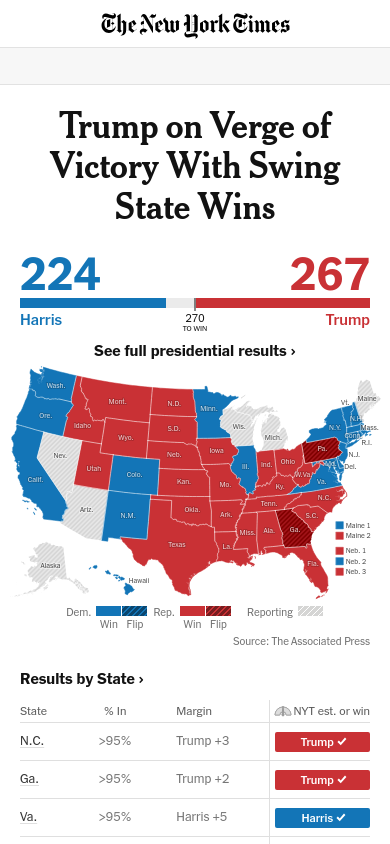 The New York Times
Trump on Verge of
Victory With Swing
State Wins
224 267
Harris 270 Trump
TO WIN
See full presidential results ›
Wash.
Ore.
Calif.
Nev.
Idaho
Mont.
Wyo.
Utah
Ariz.
Colo.
N.M.
N.D.
S.D.
Neb.
Kan.
Okla.
Texas
Minn.
Iowa
Mo.
Ark.
La.
Wis.
Ill.
Mich.
Ind.
Ohio
Ky.
Tenn.
Miss.
Ala.
Ga.
Fla.
S.C.
N.C.
Va.
W.Va.
Pa.
N.Y.
Vt.
N.H.
Maine
Mass.
Conn.
R.I.
N.J.
Del.
Alaska
Hawaii
Maine 1
Maine 2
Neb. 1
Neb. 2
Neb. 3
Dem. Rep. Reporting
Win Flip Win Flip
Source: The Associated Press
Results by State ›
State % In Margin NYT est. or win
N.C. >95% Trump +3 Trump ✔
Ga. >95% Trump +2 Trump ✔
Va. >95% Harris +5 Harris ✔